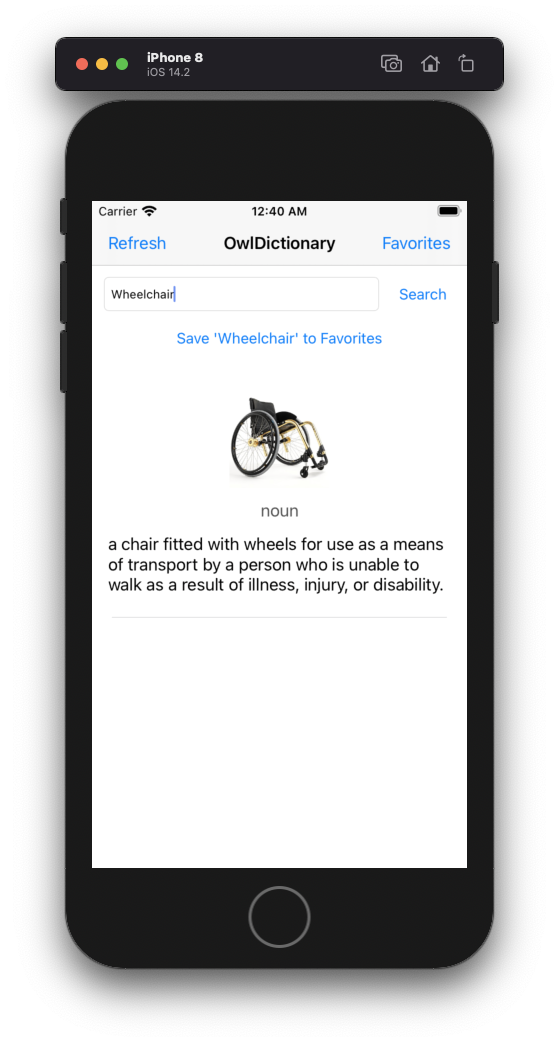 iPhone 8
iOS 14.2
Carrier 12:40 AM
Refresh OwlDictionary Favorites
Wheelchair Search
Save 'Wheelchair' to Favorites
noun
a chair fitted with wheels for use as a means
of transport by a person who is unable to
walk as a result of illness, injury, or disability.